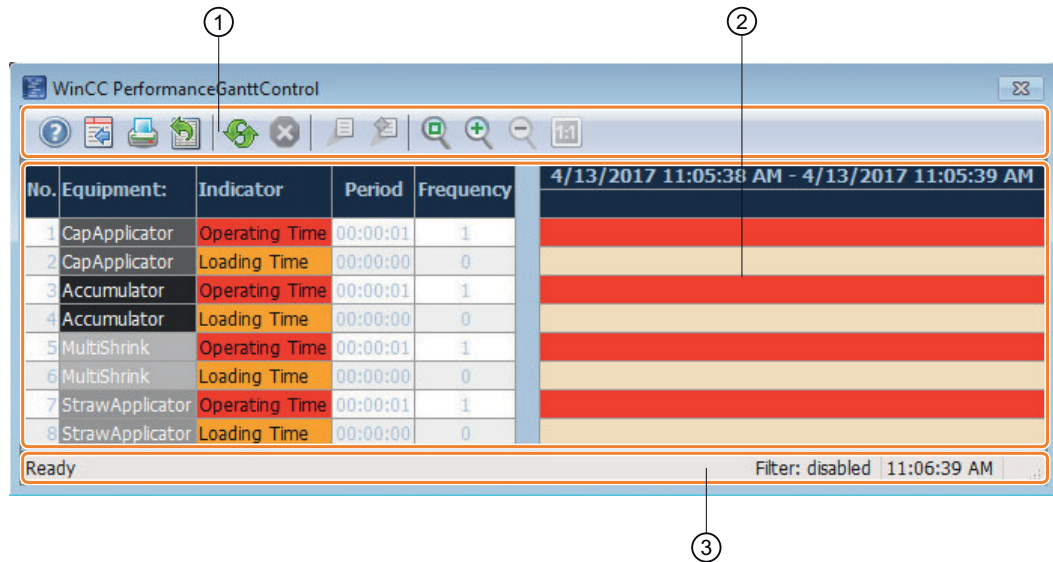 1 2
WinCC PerformanceGanttControl
1:1
No. Equipment: Indicator Period Frequency 4/13/2017 11:05:38 AM - 4/13/2017 11:05:39 AM
1 CapApplicator Operating Time 00:00:01 1
2 CapApplicator Loading Time 00:00:00 0
3 Accumulator Operating Time 00:00:01 1
4 Accumulator Loading Time 00:00:00 0
5 MultiShrink Operating Time 00:00:01 1
6 MultiShrink Loading Time 00:00:00 0
7 StrawApplicator Operating Time 00:00:01 1
8 StrawApplicator Loading Time 00:00:00 0
Ready Filter: disabled 11:06:39 AM
3